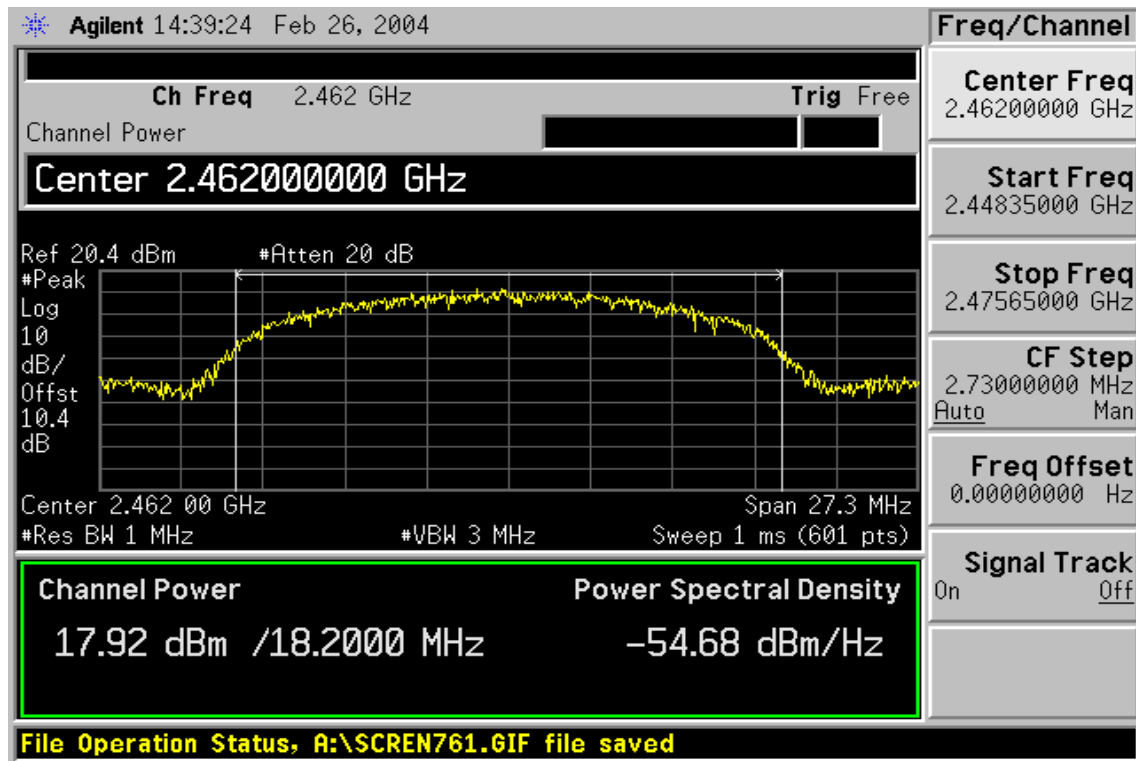 Agilent 14:39:24 Feb 26, 2004
Freq/Channel
Ch Freq 2.462 GHz Trig Free
Channel Power
Center 2.462000000 GHz
Ref 20.4 dBm #Atten 20 dB
#Peak
Log
10
dB/
Offst
10.4
dB
Center 2.462 00 GHz Span 27.3 MHz
#Res BW 1 MHz #VBW 3 MHz Sweep 1 ms (601 pts)
Channel Power Power Spectral Density
17.92 dBm /18.2000 MHz -54.68 dBm/Hz
File Operation Status, A:\SCREN761.GIF file saved
Center Freq
2.46200000 GHz
Start Freq
2.44835000 GHz
Stop Freq
2.47565000 GHz
CF Step
2.73000000 MHz
Auto Man
Freq Offset
0.00000000 Hz
Signal Track
On Off